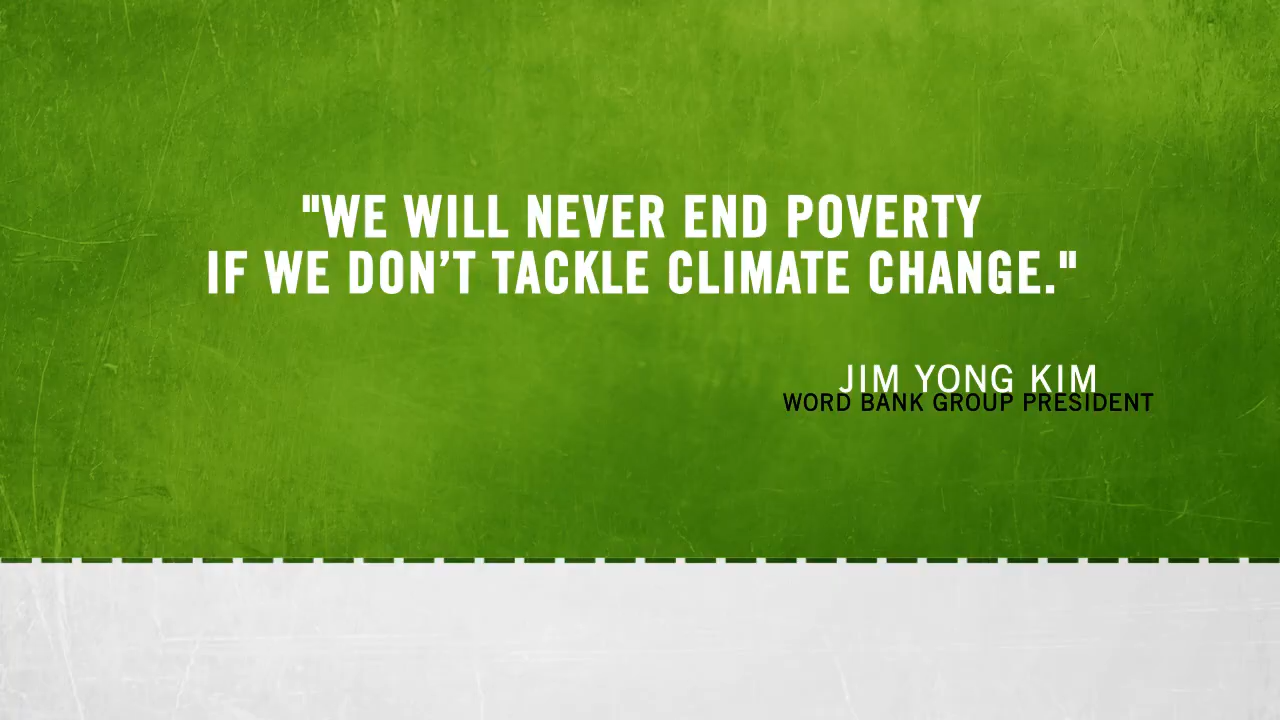 "WE WILL NEVER END POVERTY
IF WE DON’T TACKLE CLIMATE CHANGE."
JIM YONG KIM
WORD BANK GROUP PRESIDENT